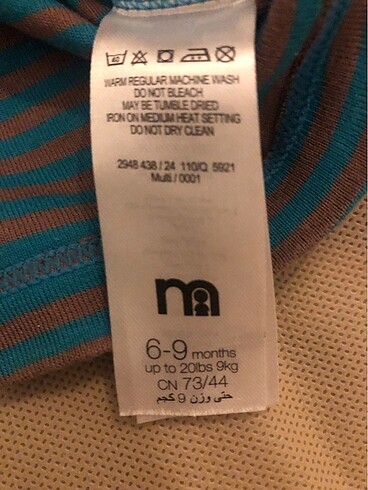 40
WARM REGULAR MACHINE WASH
DO NOT BLEACH
MAY BE TUMBLE DRIED
IRON ON MEDIUM HEAT SETTING
DO NOT DRY CLEAN
2948 438 / 24 110/Q 5921
Multi / 0001
m
6-9 months
up to 20lbs 9kg
CN 73/44
حتى وزن 9 كجم